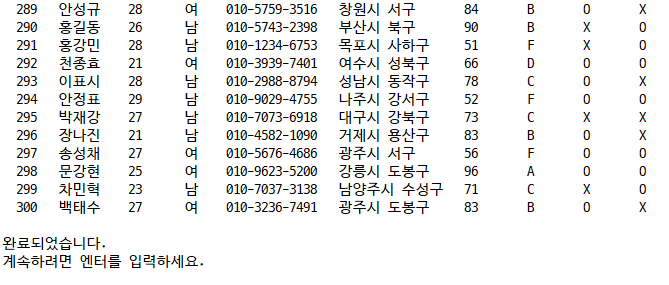 289 안성규 28 여 010-5759-3516 창원시 서구 84 B O X
290 홍길동 26 남 010-5743-2398 부산시 북구 90 B X O
291 홍강민 28 남 010-1234-6753 목포시 사하구 51 F X O
292 천종효 21 여 010-3939-7401 여수시 성북구 66 D O O
293 이표시 28 남 010-2988-8794 성남시 동작구 78 C O X
294 안정표 29 남 010-9029-4755 나주시 강서구 52 F O O
295 박재강 27 남 010-7073-6918 대구시 강북구 73 C X X
296 장나진 21 남 010-4582-1090 거제시 용산구 83 B O X
297 송성채 27 여 010-5676-4686 광주시 서구 56 F O O
298 문강현 25 여 010-9623-5200 강릉시 도봉구 96 A O O
299 차민혁 23 남 010-7037-3138 남양주시 수성구 71 C X O
300 백태수 27 여 010-3236-7491 광주시 도봉구 83 B O X
완료되었습니다.
계속하려면 엔터를 입력하세요.